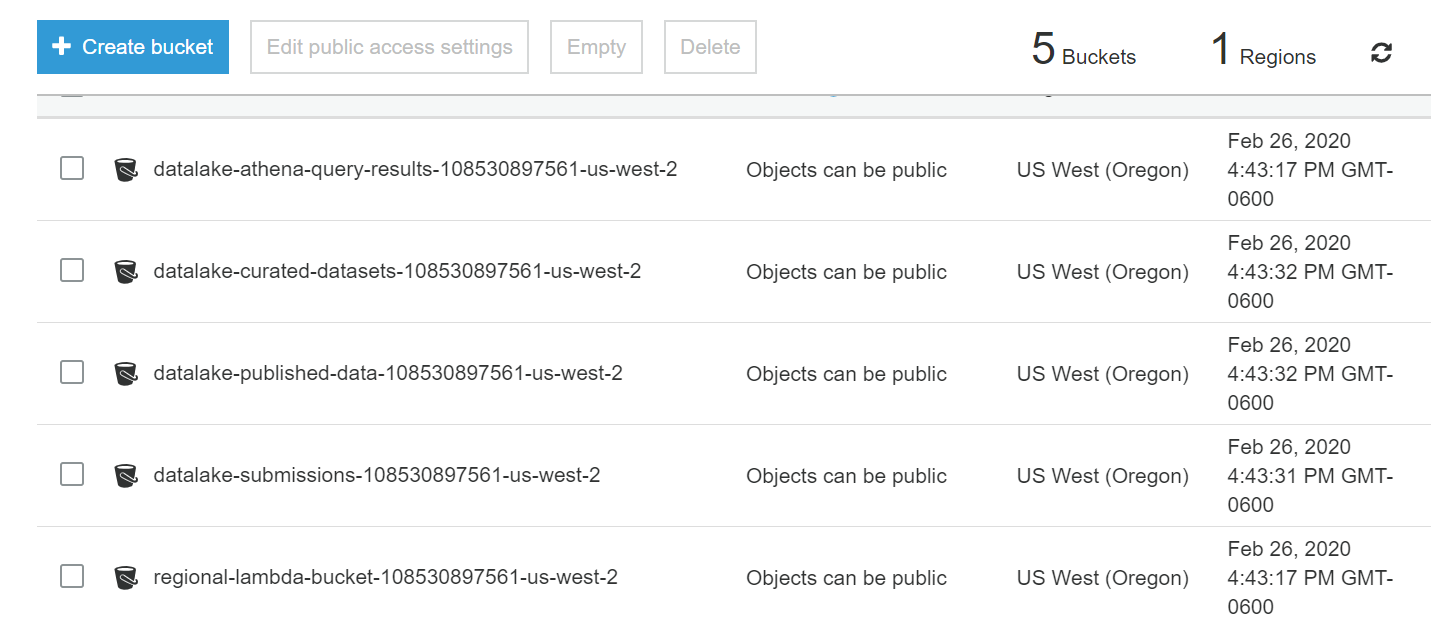 Create bucket
Edit public access settings
Empty
Delete
5 Buckets
1 Regions
datalake-athena-query-results-108530897561-us-west-2
Objects can be public
US West (Oregon)
Feb 26, 2020
4:43:17 PM GMT-
0600
datalake-curated-datasets-108530897561-us-west-2
Objects can be public
US West (Oregon)
Feb 26, 2020
4:43:32 PM GMT-
0600
datalake-published-data-108530897561-us-west-2
Objects can be public
US West (Oregon)
Feb 26, 2020
4:43:32 PM GMT-
0600
datalake-submissions-108530897561-us-west-2
Objects can be public
US West (Oregon)
Feb 26, 2020
4:43:31 PM GMT-
0600
regional-lambda-bucket-108530897561-us-west-2
Objects can be public
US West (Oregon)
Feb 26, 2020
4:43:17 PM GMT-
0600